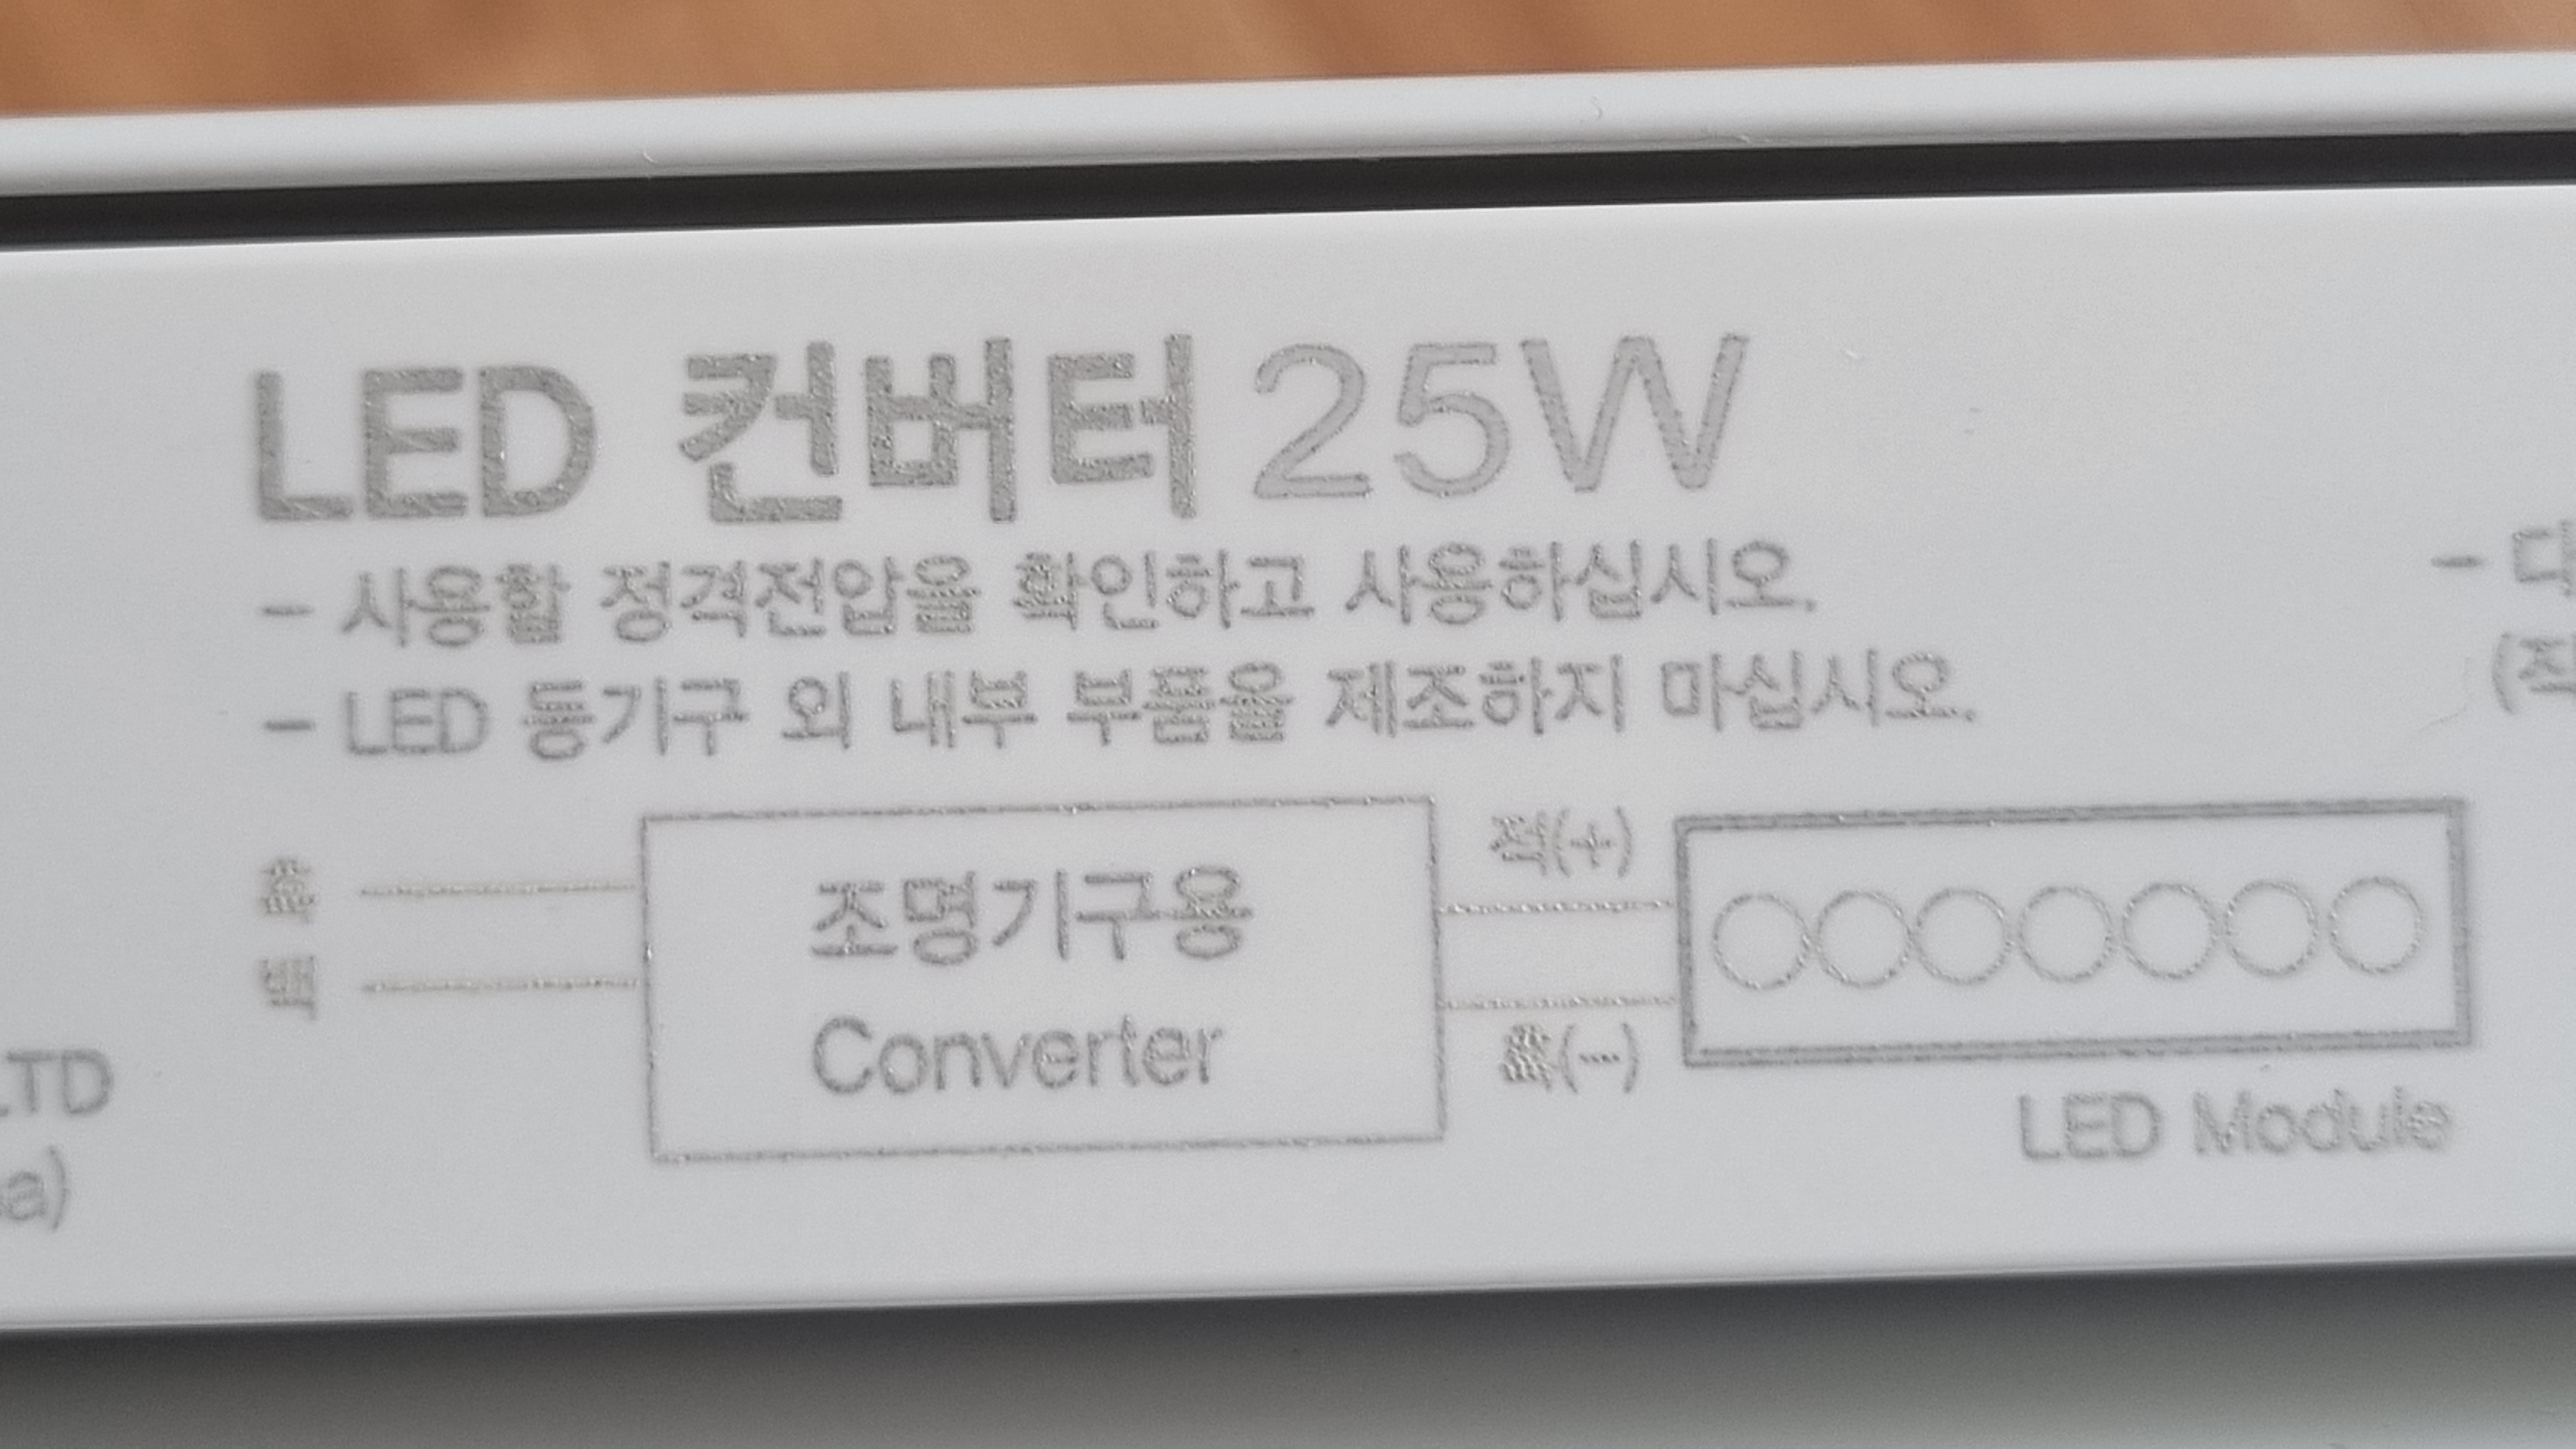 LED 컨버터 25W
- 사용할 정격전압을 확인하고 사용하십시오.
- LED 등기구 외 내부 부품을 제조하지 마십시오.
- 대
(직
흑
백
조명기구용
Converter
적(+)
흑(-)
LED Module
LTD
a)